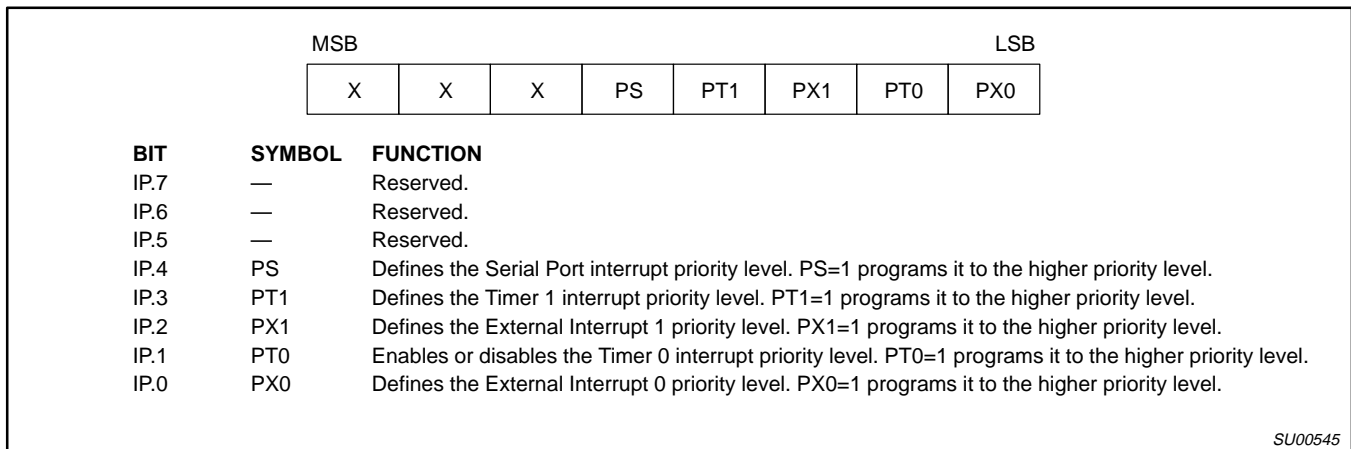 MSB LSB
X X X PS PT1 PX1 PT0 PX0
BIT SYMBOL FUNCTION
IP.7 — Reserved.
IP.6 — Reserved.
IP.5 — Reserved.
IP.4 PS Defines the Serial Port interrupt priority level. PS=1 programs it to the higher priority level.
IP.3 PT1 Defines the Timer 1 interrupt priority level. PT1=1 programs it to the higher priority level.
IP.2 PX1 Defines the External Interrupt 1 priority level. PX1=1 programs it to the higher priority level.
IP.1 PT0 Enables or disables the Timer 0 interrupt priority level. PT0=1 programs it to the higher priority level.
IP.0 PX0 Defines the External Interrupt 0 priority level. PX0=1 programs it to the higher priority level.
SU00545